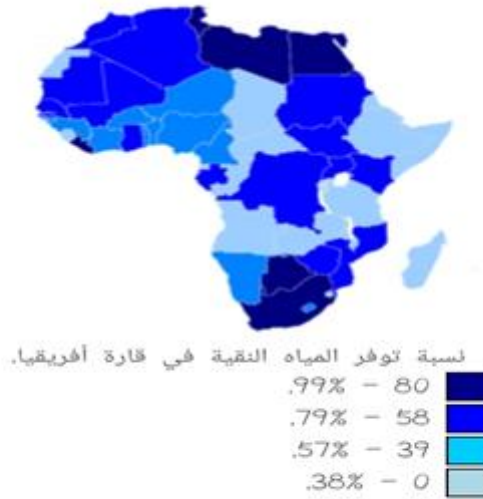 نسبة توفر المياه النقية في قارة أفريقيا.
80 – 99%.
58 – 79%.
39 – 57%.
0 – 38%.